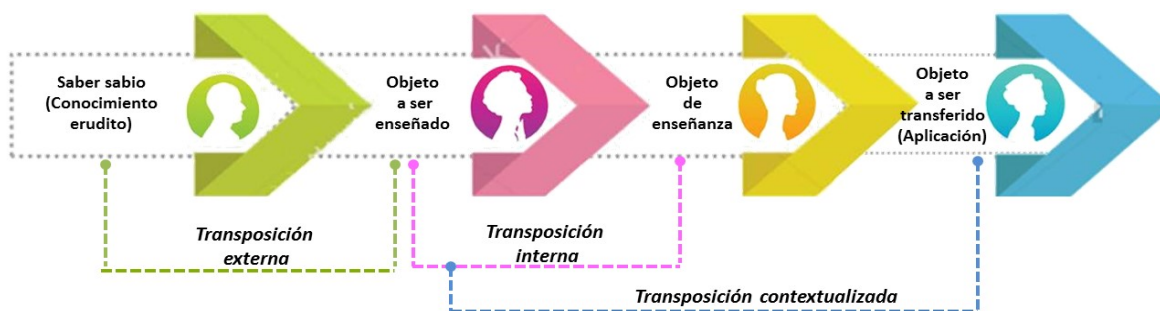 Saber sabio
(Conocimiento
erudito)
Objeto
a ser
enseñado
Objeto
de
enseñanza
Objeto
a ser
transferido
(Aplicación)
Transposición
externa
Transposición
interna
Transposición contextualizada